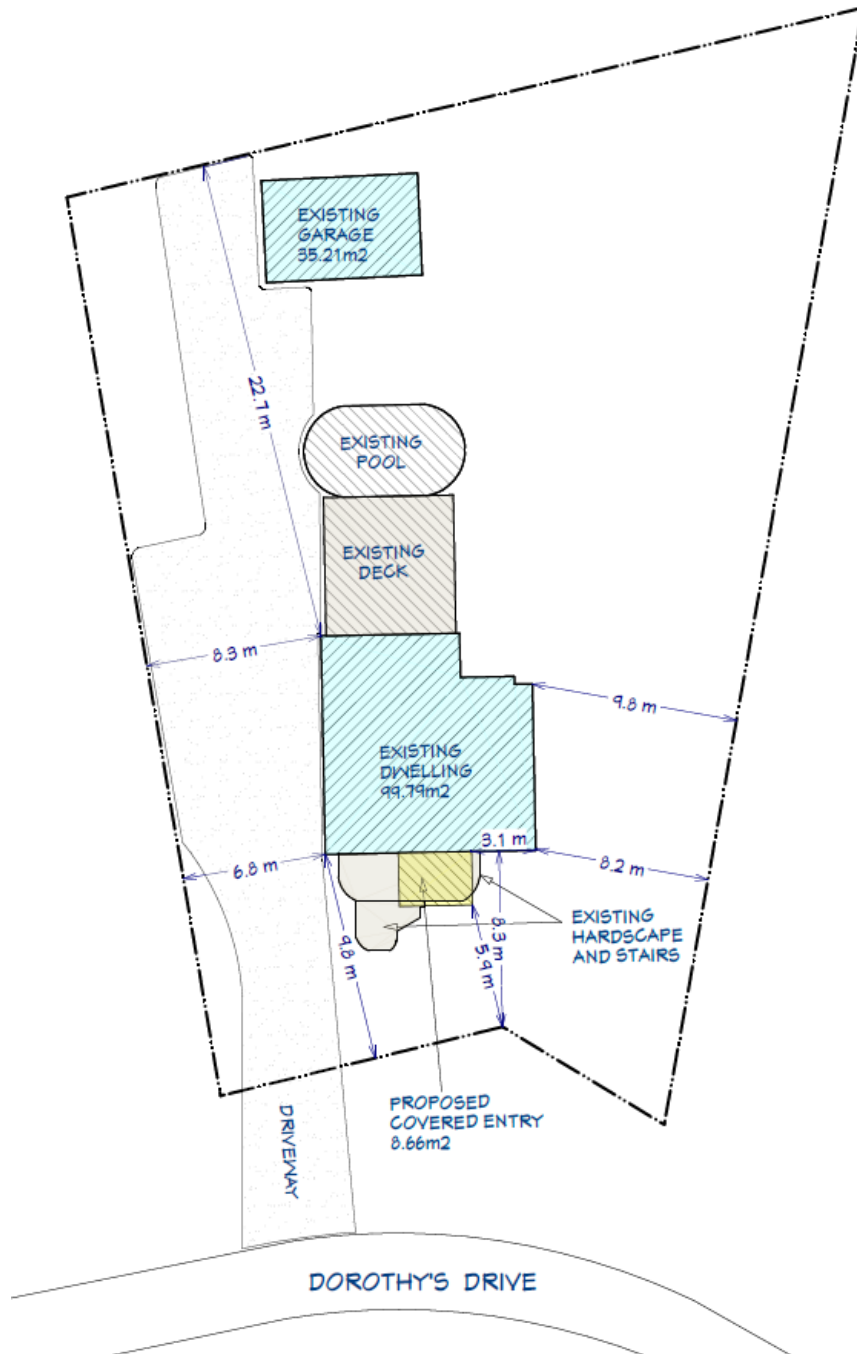 EXISTING
GARAGE
35.21m2
22.7 m
EXISTING
POOL
EXISTING
DECK
8.3 m
9.8 m
EXISTING
DWELLING
99.79m2
3.1 m
6.8 m
8.2 m
9.8 m
8.3 m
5.9 m
EXISTING
HARDSCAPE
AND STAIRS
PROPOSED
COVERED ENTRY
8.66m2
DRIVEWAY
DOROTHY'S DRIVE